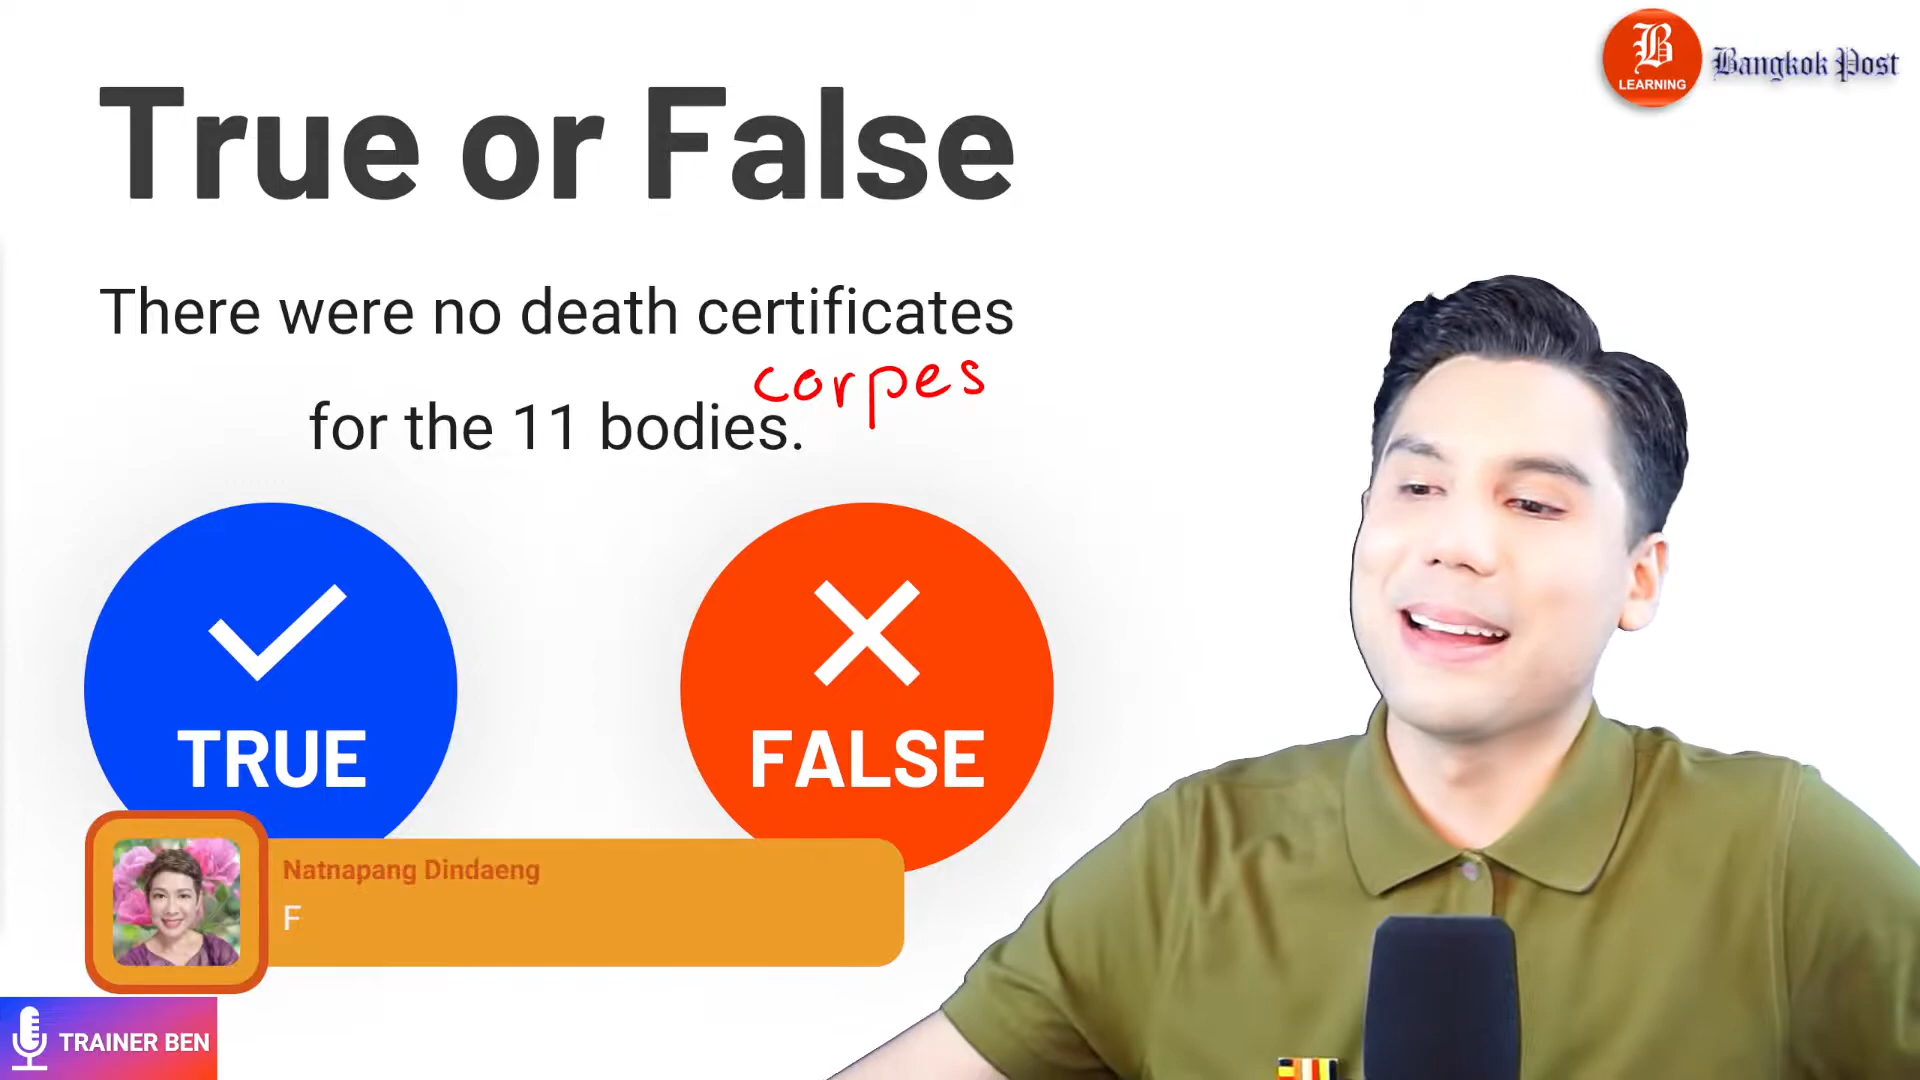 B
LEARNING
Bangkok Post
True or False
There were no death certificates
corpes
for the 11 bodies.
TRUE
FALSE
Natnapang Dindaeng
F
TRAINER BEN